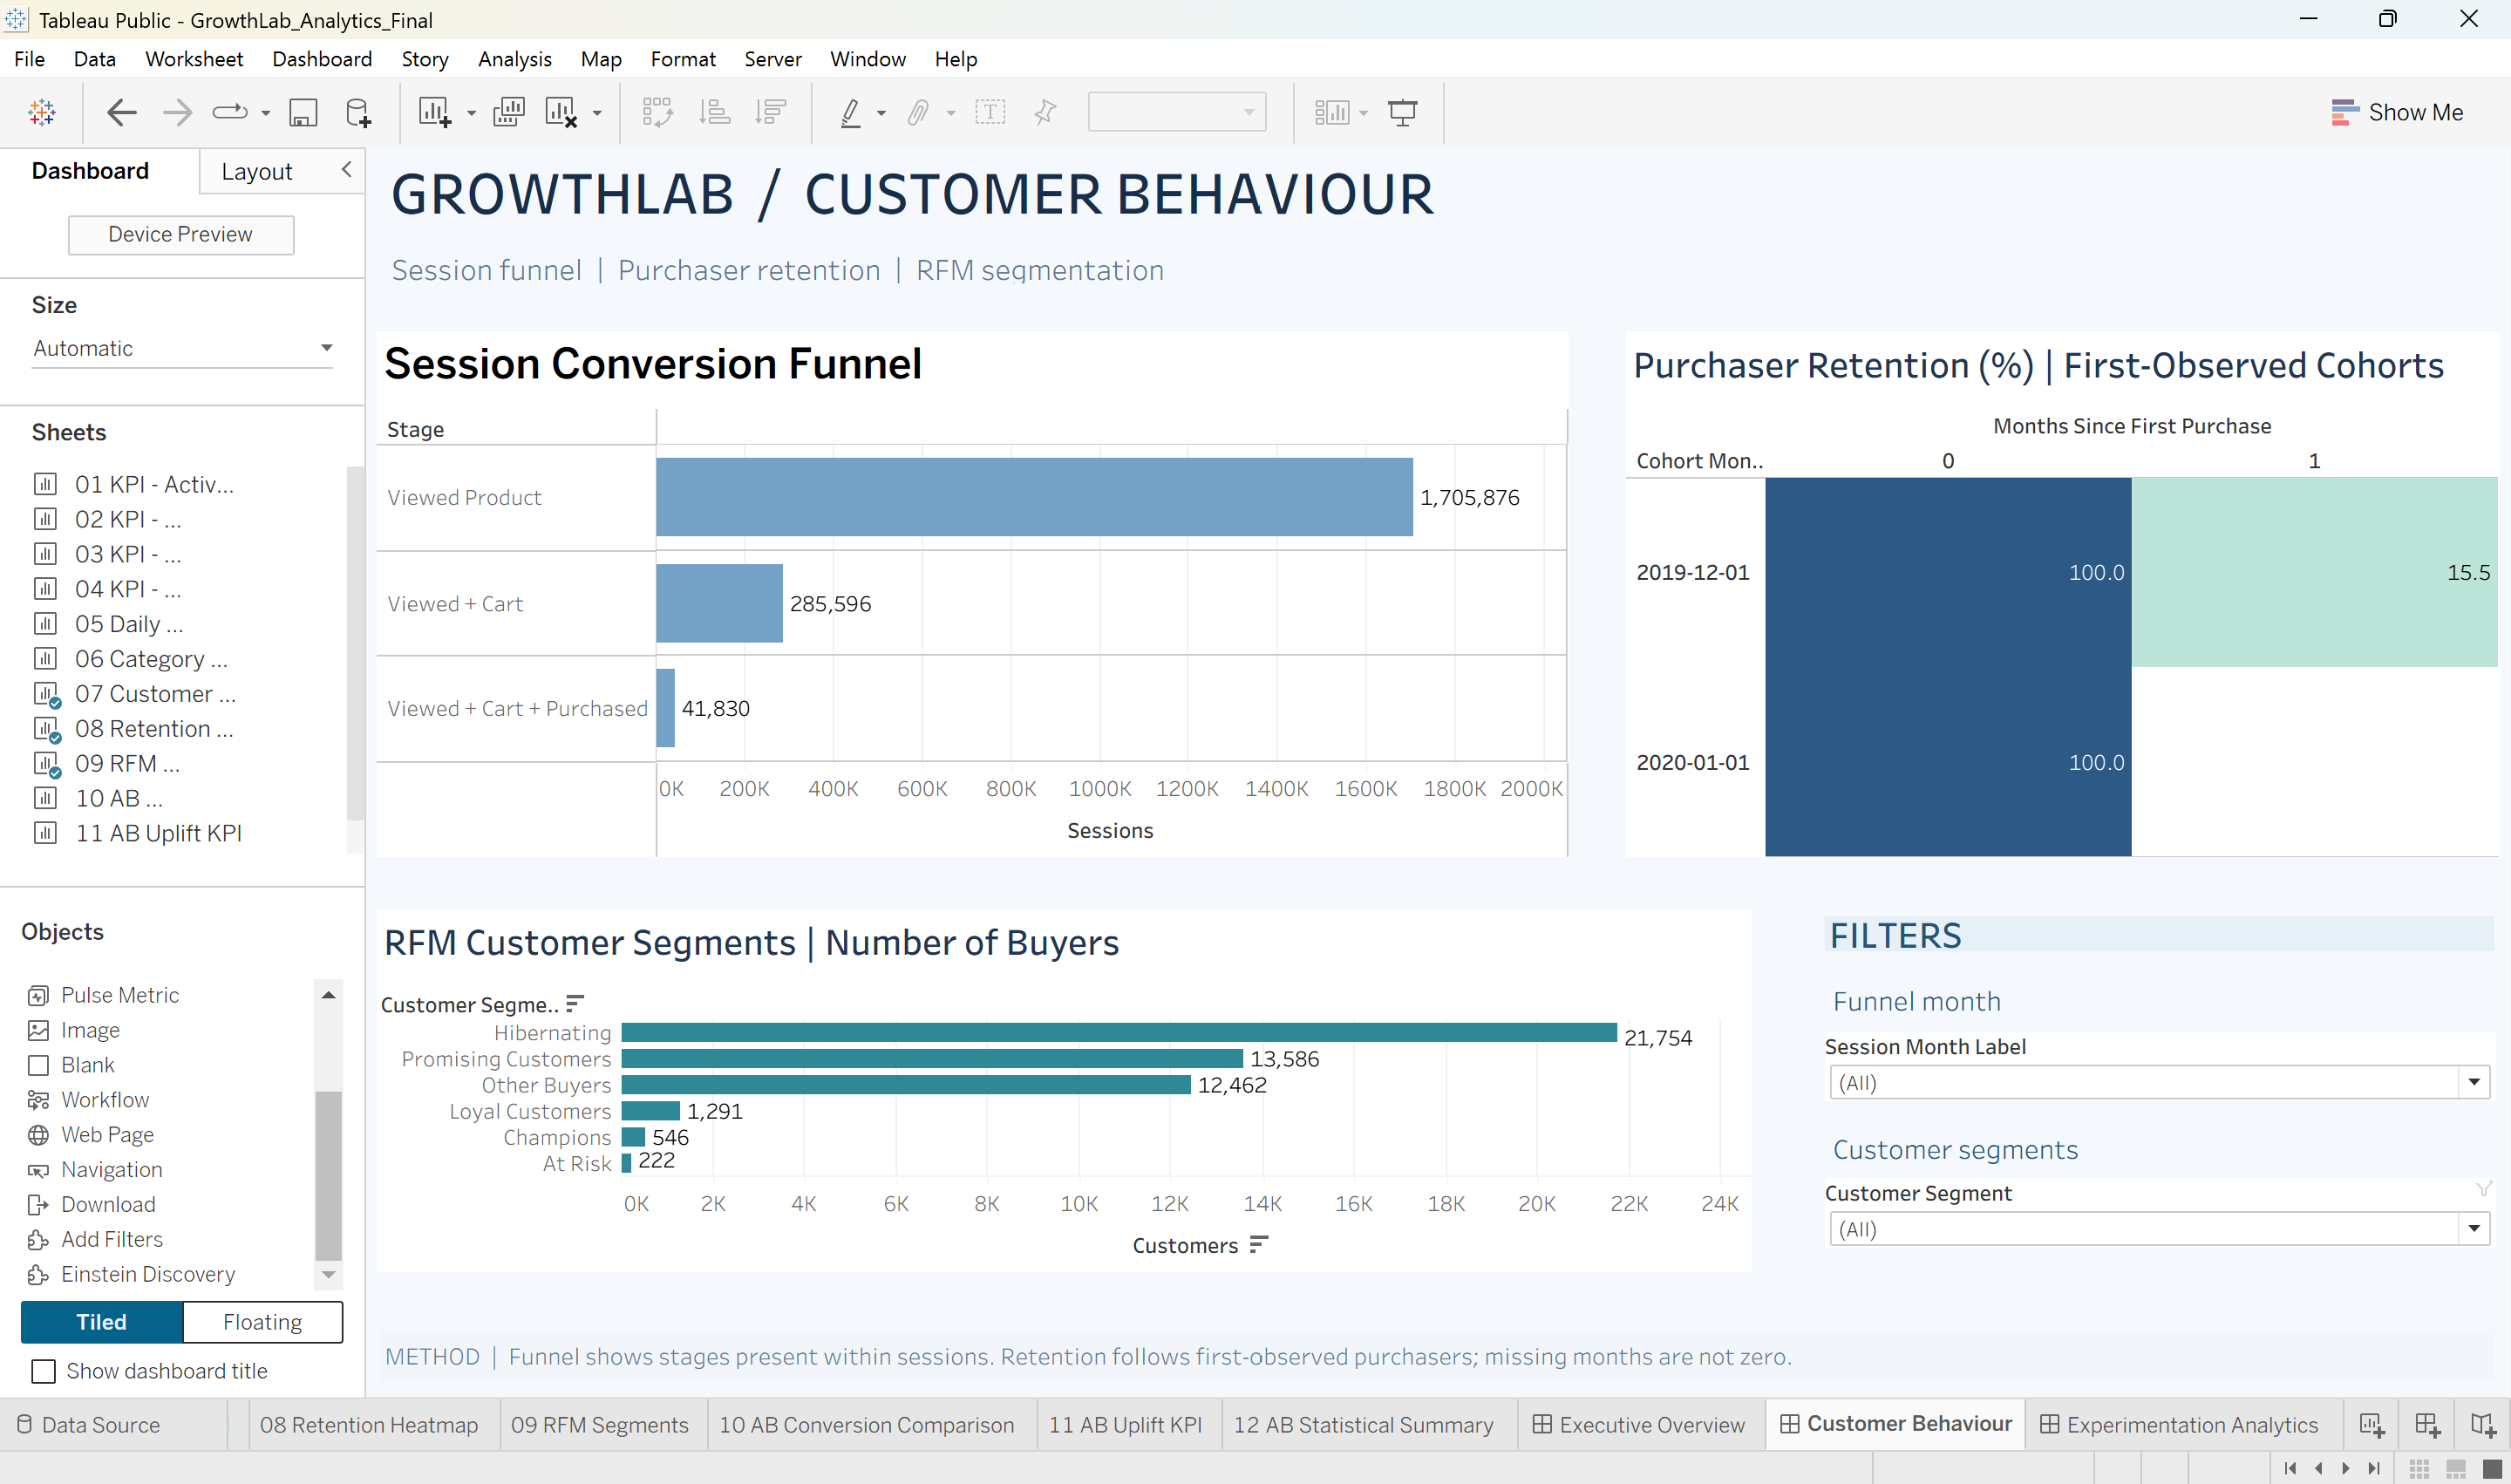 Tableau Public - GrowthLab_Analytics_Final
File Data Worksheet Dashboard Story Analysis Map Format Server Window Help
Show Me
Dashboard Layout
Device Preview
Size
Automatic
Sheets
01 KPI - Activ...
02 KPI - ...
03 KPI - ...
04 KPI - ...
05 Daily ...
06 Category ...
07 Customer ...
08 Retention ...
09 RFM ...
10 AB ...
11 AB Uplift KPI
Objects
Pulse Metric
Image
Blank
Workflow
Web Page
Navigation
Download
Add Filters
Einstein Discovery
Tiled Floating
Show dashboard title
GROWTHLAB / CUSTOMER BEHAVIOUR
Session funnel | Purchaser retention | RFM segmentation
Session Conversion Funnel
Stage
Viewed Product 1,705,876
Viewed + Cart 285,596
Viewed + Cart + Purchased 41,830
0K 200K 400K 600K 800K 1000K 1200K 1400K 1600K 1800K 2000K
Sessions
Purchaser Retention (%) | First-Observed Cohorts
Months Since First Purchase
Cohort Mon.. 0 1
2019-12-01 100.0 15.5
2020-01-01 100.0
RFM Customer Segments | Number of Buyers
Customer Segme..
Hibernating 21,754
Promising Customers 13,586
Other Buyers 12,462
Loyal Customers 1,291
Champions 546
At Risk 222
0K 2K 4K 6K 8K 10K 12K 14K 16K 18K 20K 22K 24K
Customers
FILTERS
Funnel month
Session Month Label
(All)
Customer segments
Customer Segment
(All)
METHOD | Funnel shows stages present within sessions. Retention follows first-observed purchasers; missing months are not zero.
Data Source 08 Retention Heatmap 09 RFM Segments 10 AB Conversion Comparison 11 AB Uplift KPI 12 AB Statistical Summary Executive Overview Customer Behaviour Experimentation Analytics